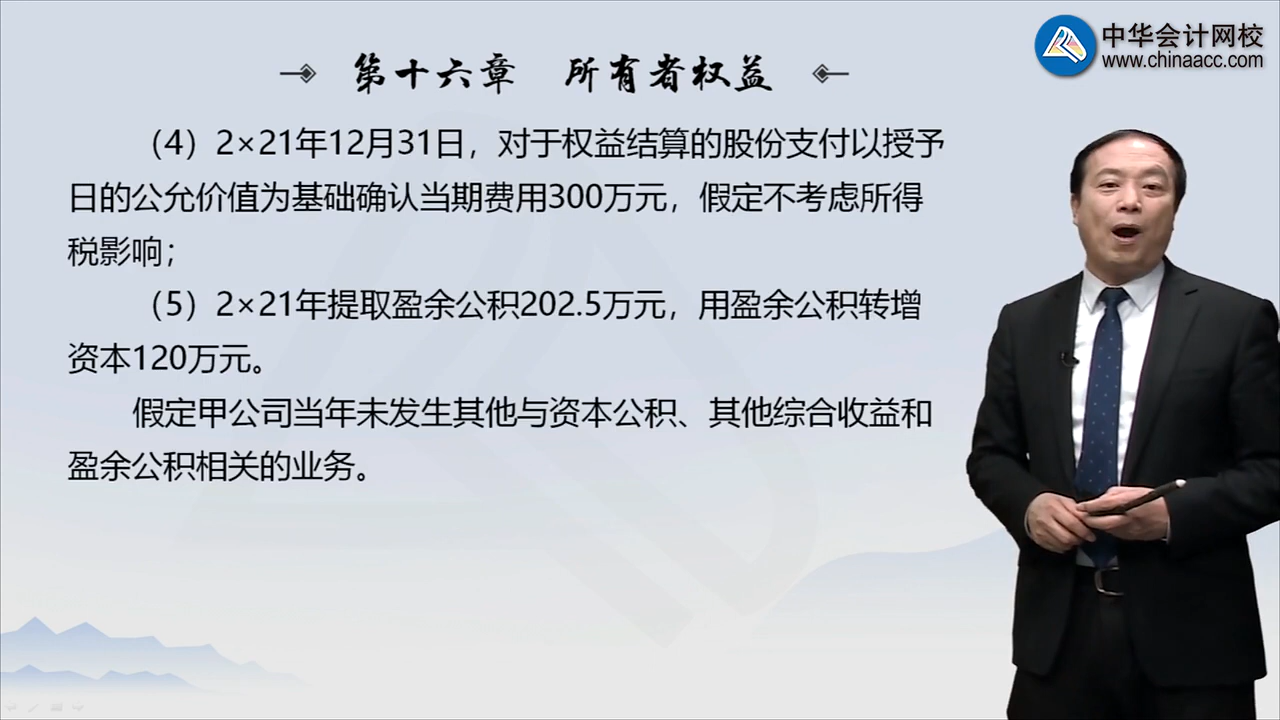 中华会计网校
www.chinaacc.com
第十六章 所有者权益
（4）2×21年12月31日，对于权益结算的股份支付以授予
日的公允价值为基础确认当期费用300万元，假定不考虑所得
税影响；
（5）2×21年提取盈余公积202.5万元，用盈余公积转增
资本120万元。
假定甲公司当年未发生其他与资本公积、其他综合收益和
盈余公积相关的业务。